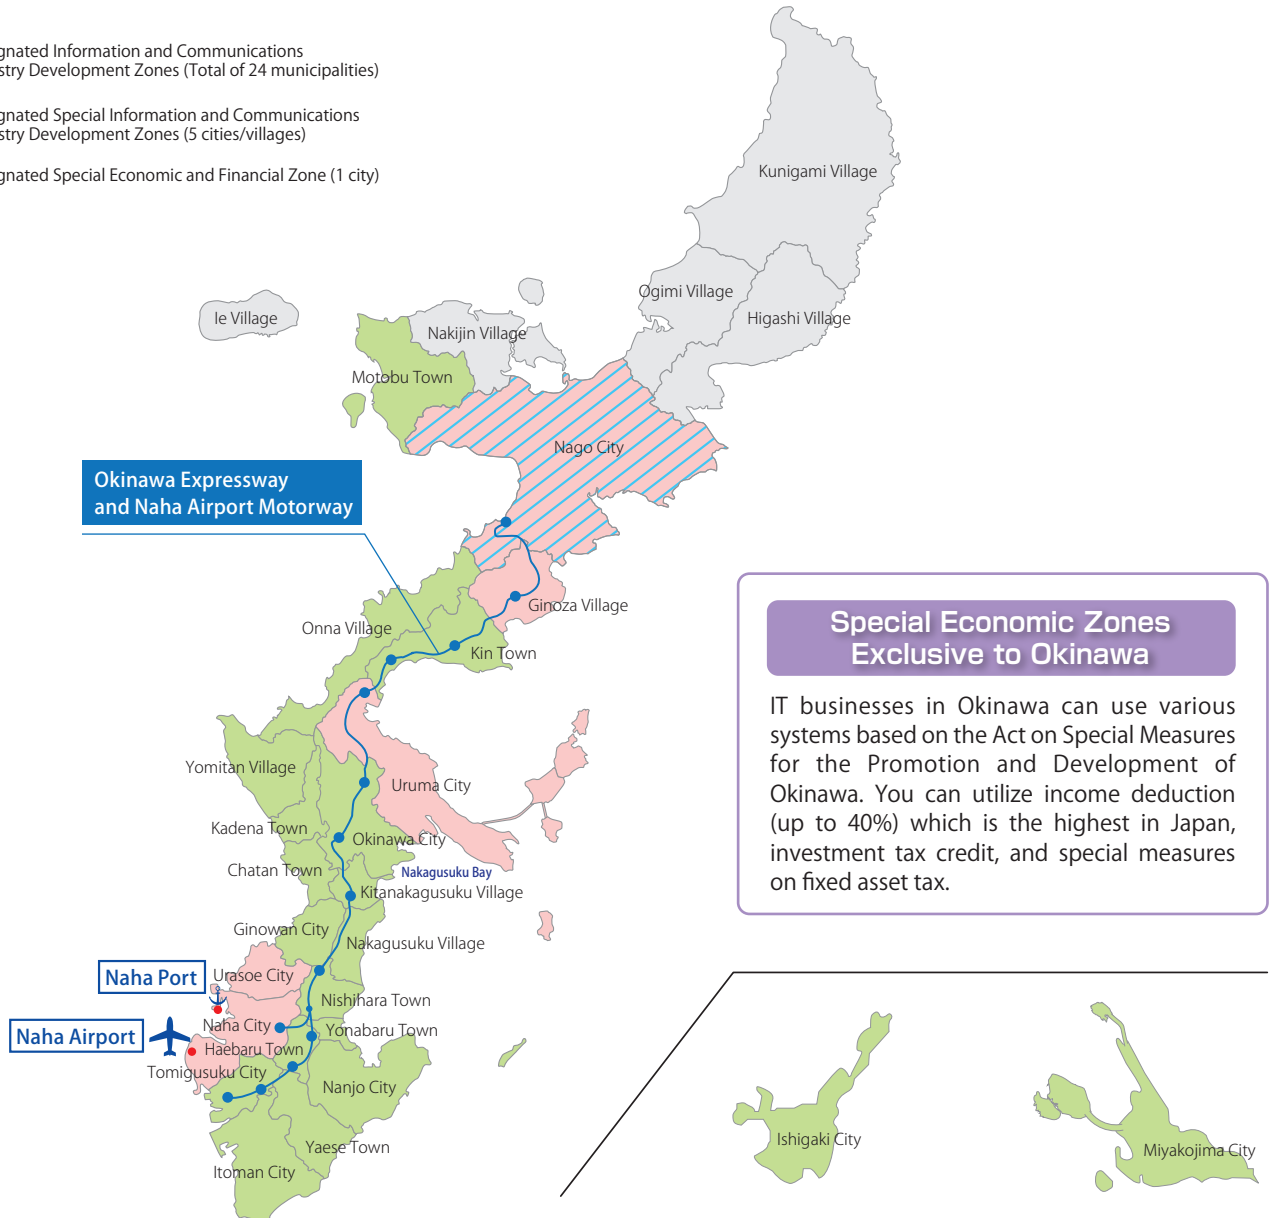 gnated Information and Communications
stry Development Zones (Total of 24 municipalities)
gnated Special Information and Communications
stry Development Zones (5 cities/villages)
gnated Special Economic and Financial Zone (1 city)
Kunigami Village
Ogimi Village
Higashi Village
Ie Village
Nakijin Village
Motobu Town
Nago City
Okinawa Expressway
and Naha Airport Motorway
Ginoza Village
Onna Village
Kin Town
Yomitan Village
Uruma City
Kadena Town
Okinawa City
Chatan Town
Nakagusuku Bay
Kitanakagusuku Village
Ginowan City
Nakagusuku Village
Naha Port
Urasoe City
Nishihara Town
Naha City
Yonabaru Town
Naha Airport
Haebaru Town
Tomigusuku City
Nanjo City
Yaese Town
Itoman City
Special Economic Zones
Exclusive to Okinawa
IT businesses in Okinawa can use various
systems based on the Act on Special Measures
for the Promotion and Development of
Okinawa. You can utilize income deduction
(up to 40%) which is the highest in Japan,
investment tax credit, and special measures
on fixed asset tax.
Ishigaki City
Miyakojima City